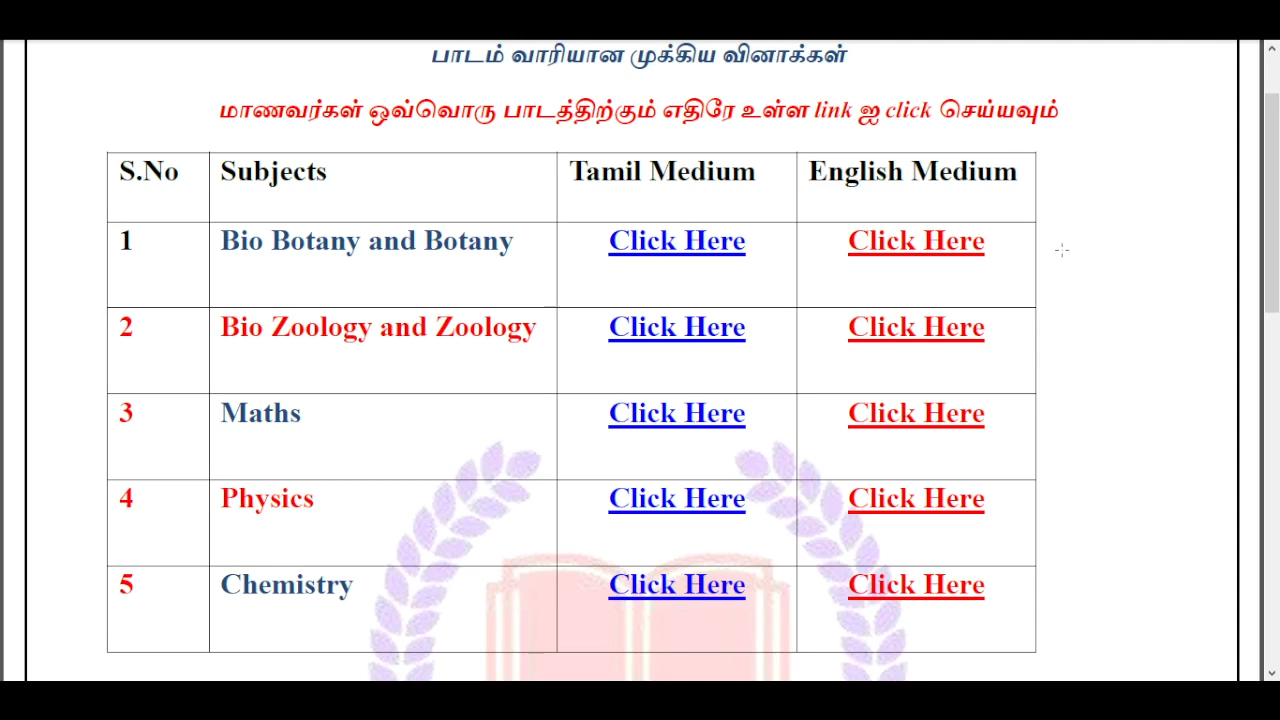 பாடம் வாரியான முக்கிய வினாக்கள்
மாணவர்கள் ஒவ்வொரு பாடத்திற்கும் எதிரே உள்ள link ஐ click செய்யவும்
S.No Subjects Tamil Medium English Medium
1 Bio Botany and Botany Click Here Click Here
2 Bio Zoology and Zoology Click Here Click Here
3 Maths Click Here Click Here
4 Physics Click Here Click Here
5 Chemistry Click Here Click Here